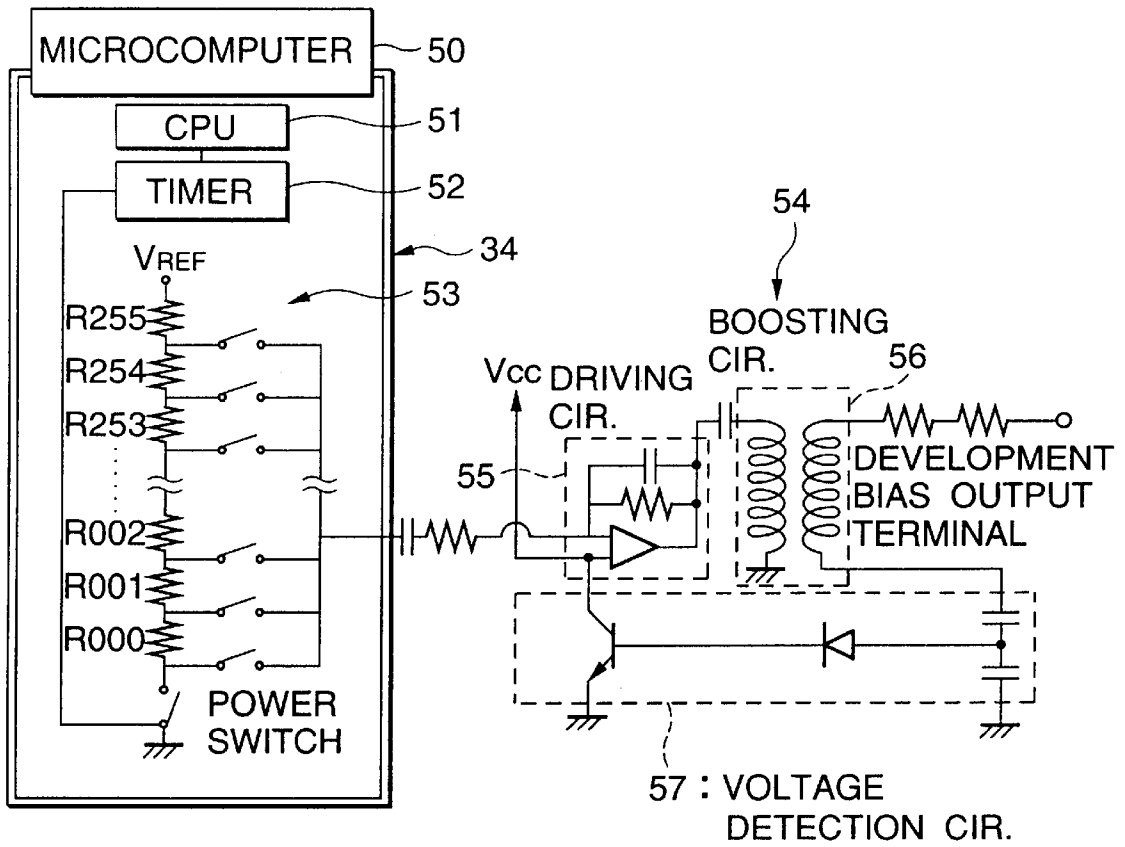 MICROCOMPUTER
50
CPU
51
TIMER
52
34
VREF
53
R255
R254
R253
R002
R001
R000
POWER
SWITCH
54
BOOSTING
CIR.
56
VCC
DRIVING
CIR.
55
DEVELOPMENT
BIAS OUTPUT
TERMINAL
57 : VOLTAGE
DETECTION CIR.